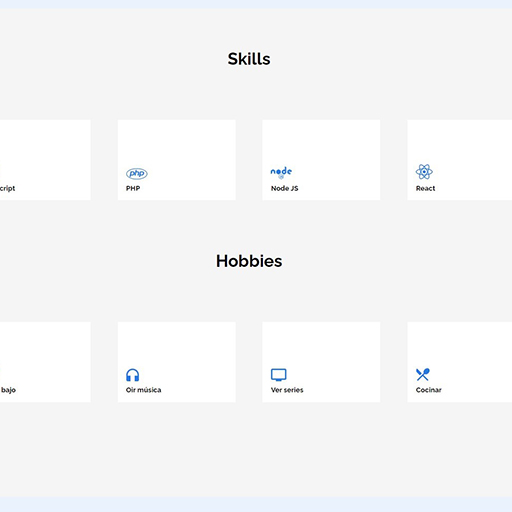 Skills
cript
php
PHP
node
Node JS
React
Hobbies
bajo
Oir música
Ver series
Cocinar